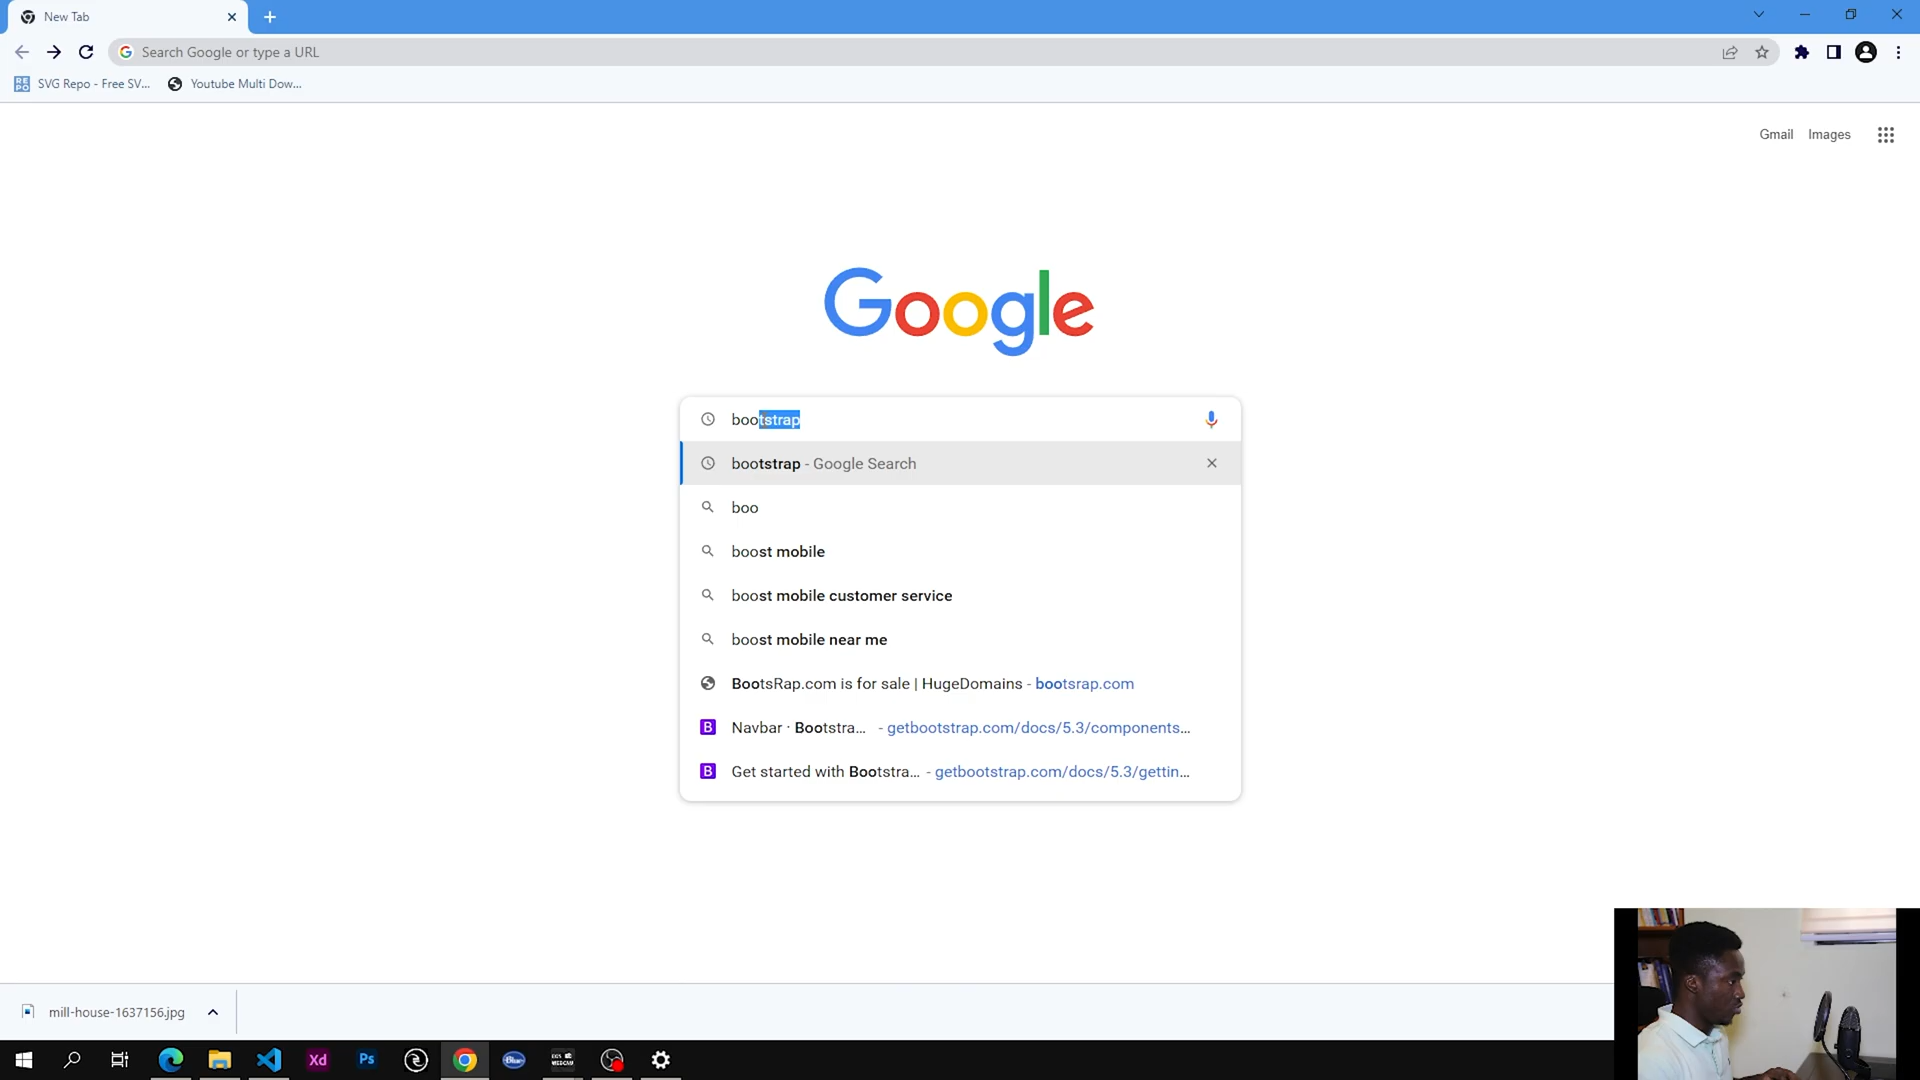 New Tab
Search Google or type a URL
SVG Repo - Free SV...
Youtube Multi Dow...
Gmail
Images
Google
bootstrap
bootstrap - Google Search
boo
boost mobile
boost mobile customer service
boost mobile near me
BootsRap.com is for sale | HugeDomains - bootsrap.com
Navbar · Bootstra... - getbootstrap.com/docs/5.3/components...
Get started with Bootstra... - getbootstrap.com/docs/5.3/gettin...
mill-house-1637156.jpg
Xd
Ps